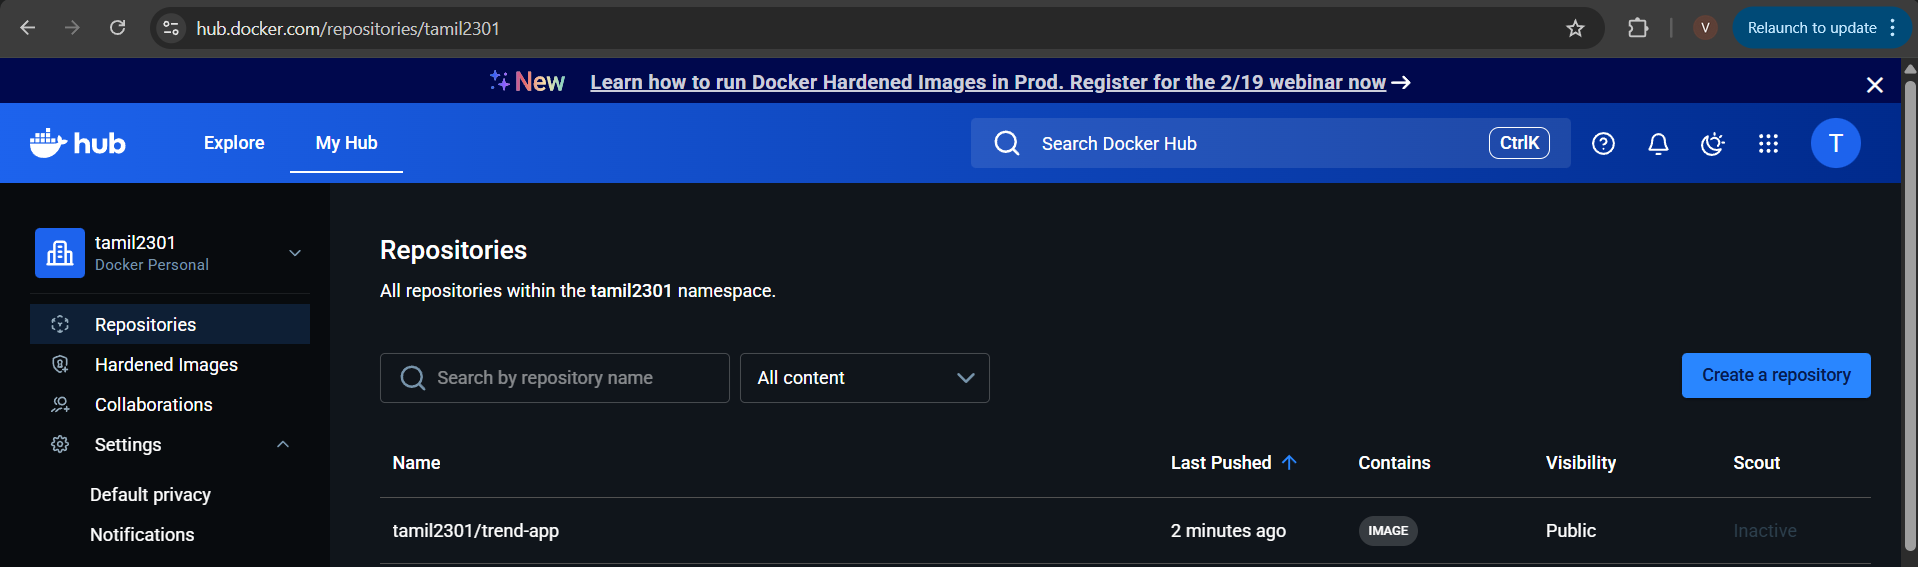 hub.docker.com/repositories/tamil2301
V
Relaunch to update
New Learn how to run Docker Hardened Images in Prod. Register for the 2/19 webinar now
hub
Explore
My Hub
Search Docker Hub
CtrlK
T
tamil2301
Docker Personal
Repositories
Hardened Images
Collaborations
Settings
Default privacy
Notifications
Repositories
All repositories within the tamil2301 namespace.
Search by repository name
All content
Create a repository
Name Last Pushed Contains Visibility Scout
tamil2301/trend-app 2 minutes ago IMAGE Public Inactive